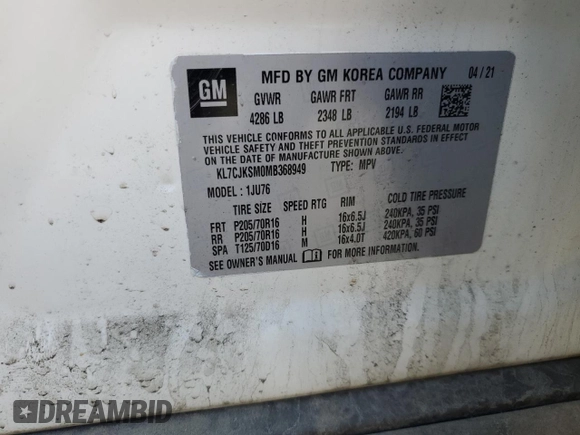 GM
MFD BY GM KOREA COMPANY 04/21
GVWR GAWR FRT GAWR RR
4286 LB 2348 LB 2194 LB
THIS VEHICLE CONFORMS TO ALL APPLICABLE U.S. FEDERAL MOTOR
VEHICLE SAFETY AND THEFT PREVENTION STANDARDS IN EFFECT
ON THE DATE OF MANUFACTURE SHOWN ABOVE.
KL7CJKSM0MB368949 TYPE: MPV
MODEL : 1JU76
TIRE SIZE SPEED RTG RIM COLD TIRE PRESSURE
FRT P205/70R16 H 16x6.5J 240KPA, 35 PSI
RR P205/70R16 H 16x6.5J 240KPA, 35 PSI
SPA T125/70D16 M 16x4.0T 420KPA, 60 PSI
SEE OWNER'S MANUAL FOR MORE INFORMATION.
DREAMBID